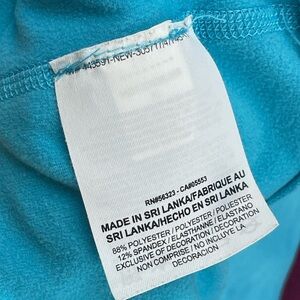 RN#56323 - CA#05553
MADE IN SRI LANKA/FABRIQUE AU
SRI LANKA/HECHO EN SRI LANKA
88% POLYESTER / POLYESTER / POLIESTER
12% SPANDEX / ELASTHANNE / ELASTANO
EXCLUSIVE OF DECORATION / DECORATION
NON COMPRISE / NO INCLUYE LA
DECORACION